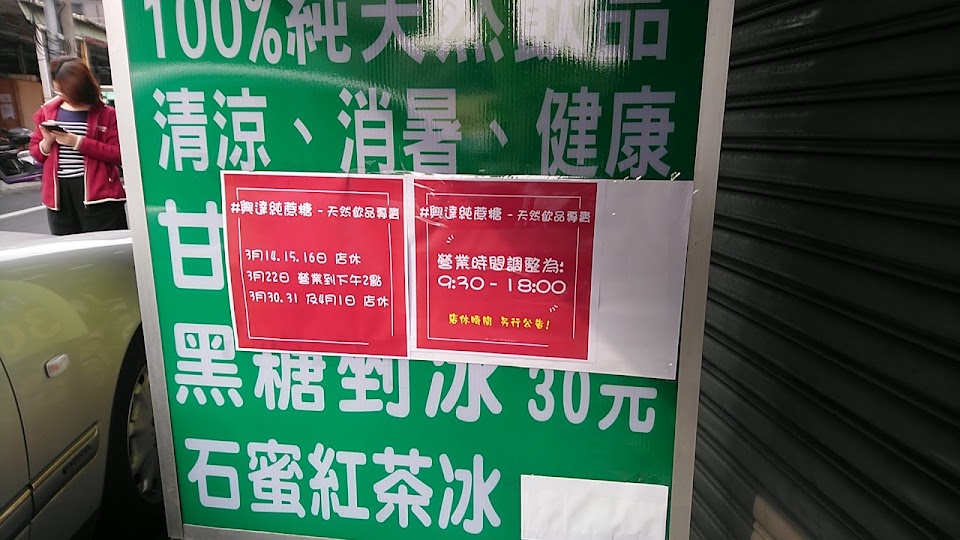 100%純天然飲品
清涼、消暑、健康
#興達純蔗糖 - 天然飲品專賣
3月14.15.16日 店休
3月22日 營業到下午2點
3月30.31 及4月1日 店休
#興達純蔗糖 - 天然飲品專賣
營業時間調整為:
9:30 - 18:00
店休時間 另行公告!
甘
黑糖剉冰 30元
石蜜紅茶冰